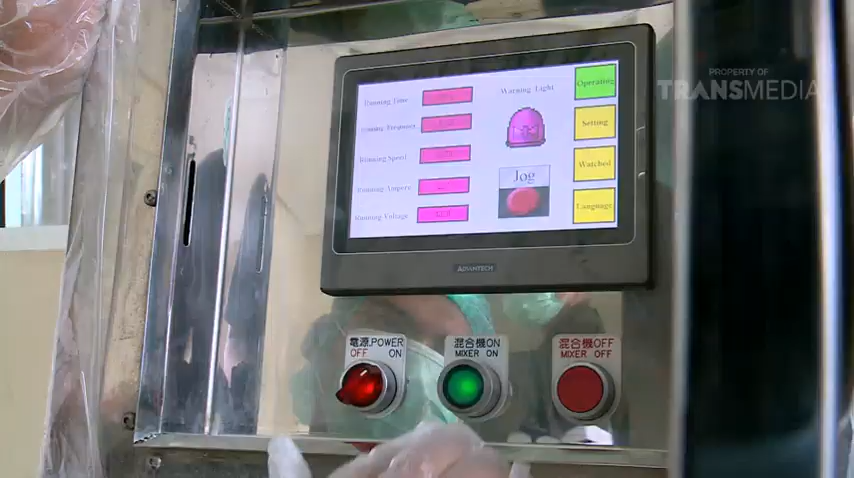 PROPERTY OF
TRANSMEDIA
Running Time
Running Frequency
Running Speed
Running Ampere
Running Voltage
Warning Light
Jog
Operating
Setting
Watched
Language
ADVANTECH
電源.POWER
OFF ON
混合機ON
MIXER ON
混合機OFF
MIXER OFF